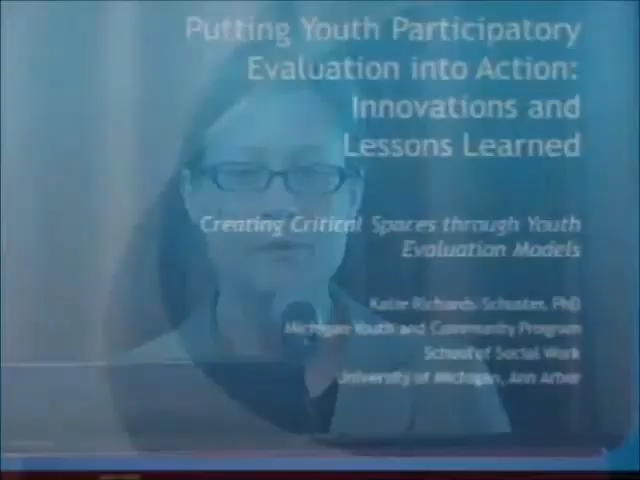 Putting Youth Participatory
Evaluation into Action:
Innovations and
Lessons Learned
Creating Critical Spaces through Youth
Evaluation Models
Katie Richards-Schuster, PhD
Michigan Youth and Community Program
School of Social Work
University of Michigan, Ann Arbor